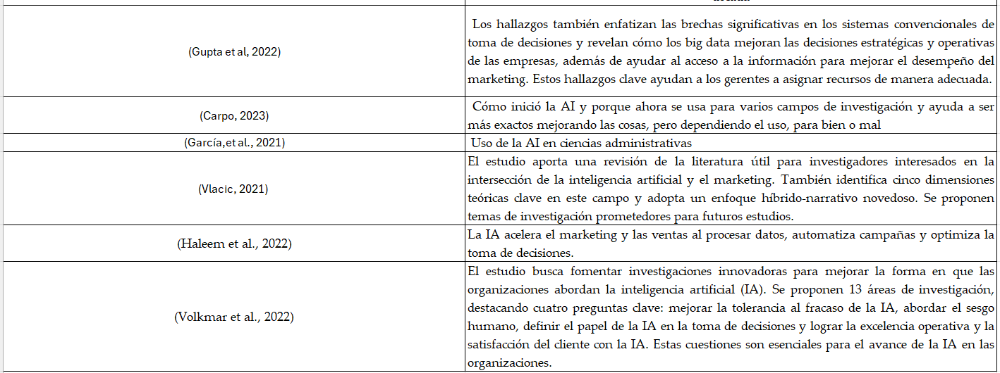 (Gupta et al, 2022)
Los hallazgos también enfatizan las brechas significativas en los sistemas convencionales de
toma de decisiones y revelan cómo los big data mejoran las decisiones estratégicas y operativas
de las empresas, además de ayudar al acceso a la información para mejorar el desempeño del
marketing. Estos hallazgos clave ayudan a los gerentes a asignar recursos de manera adecuada.
(Carpo, 2023)
Cómo inició la AI y porque ahora se usa para varios campos de investigación y ayuda a ser
más exactos mejorando las cosas, pero dependiendo el uso, para bien o mal
(García,et al., 2021)
Uso de la AI en ciencias administrativas
(Vlacic, 2021)
El estudio aporta una revisión de la literatura útil para investigadores interesados en la
intersección de la inteligencia artificial y el marketing. También identifica cinco dimensiones
teóricas clave en este campo y adopta un enfoque híbrido-narrativo novedoso. Se proponen
temas de investigación prometedores para futuros estudios.
(Haleem et al., 2022)
La IA acelera el marketing y las ventas al procesar datos, automatiza campañas y optimiza la
toma de decisiones.
(Volkmar et al., 2022)
El estudio busca fomentar investigaciones innovadoras para mejorar la forma en que las
organizaciones abordan la inteligencia artificial (IA). Se proponen 13 áreas de investigación,
destacando cuatro preguntas clave: mejorar la tolerancia al fracaso de la IA, abordar el sesgo
humano, definir el papel de la IA en la toma de decisiones y lograr la excelencia operativa y la
satisfacción del cliente con la IA. Estas cuestiones son esenciales para el avance de la IA en las
organizaciones.